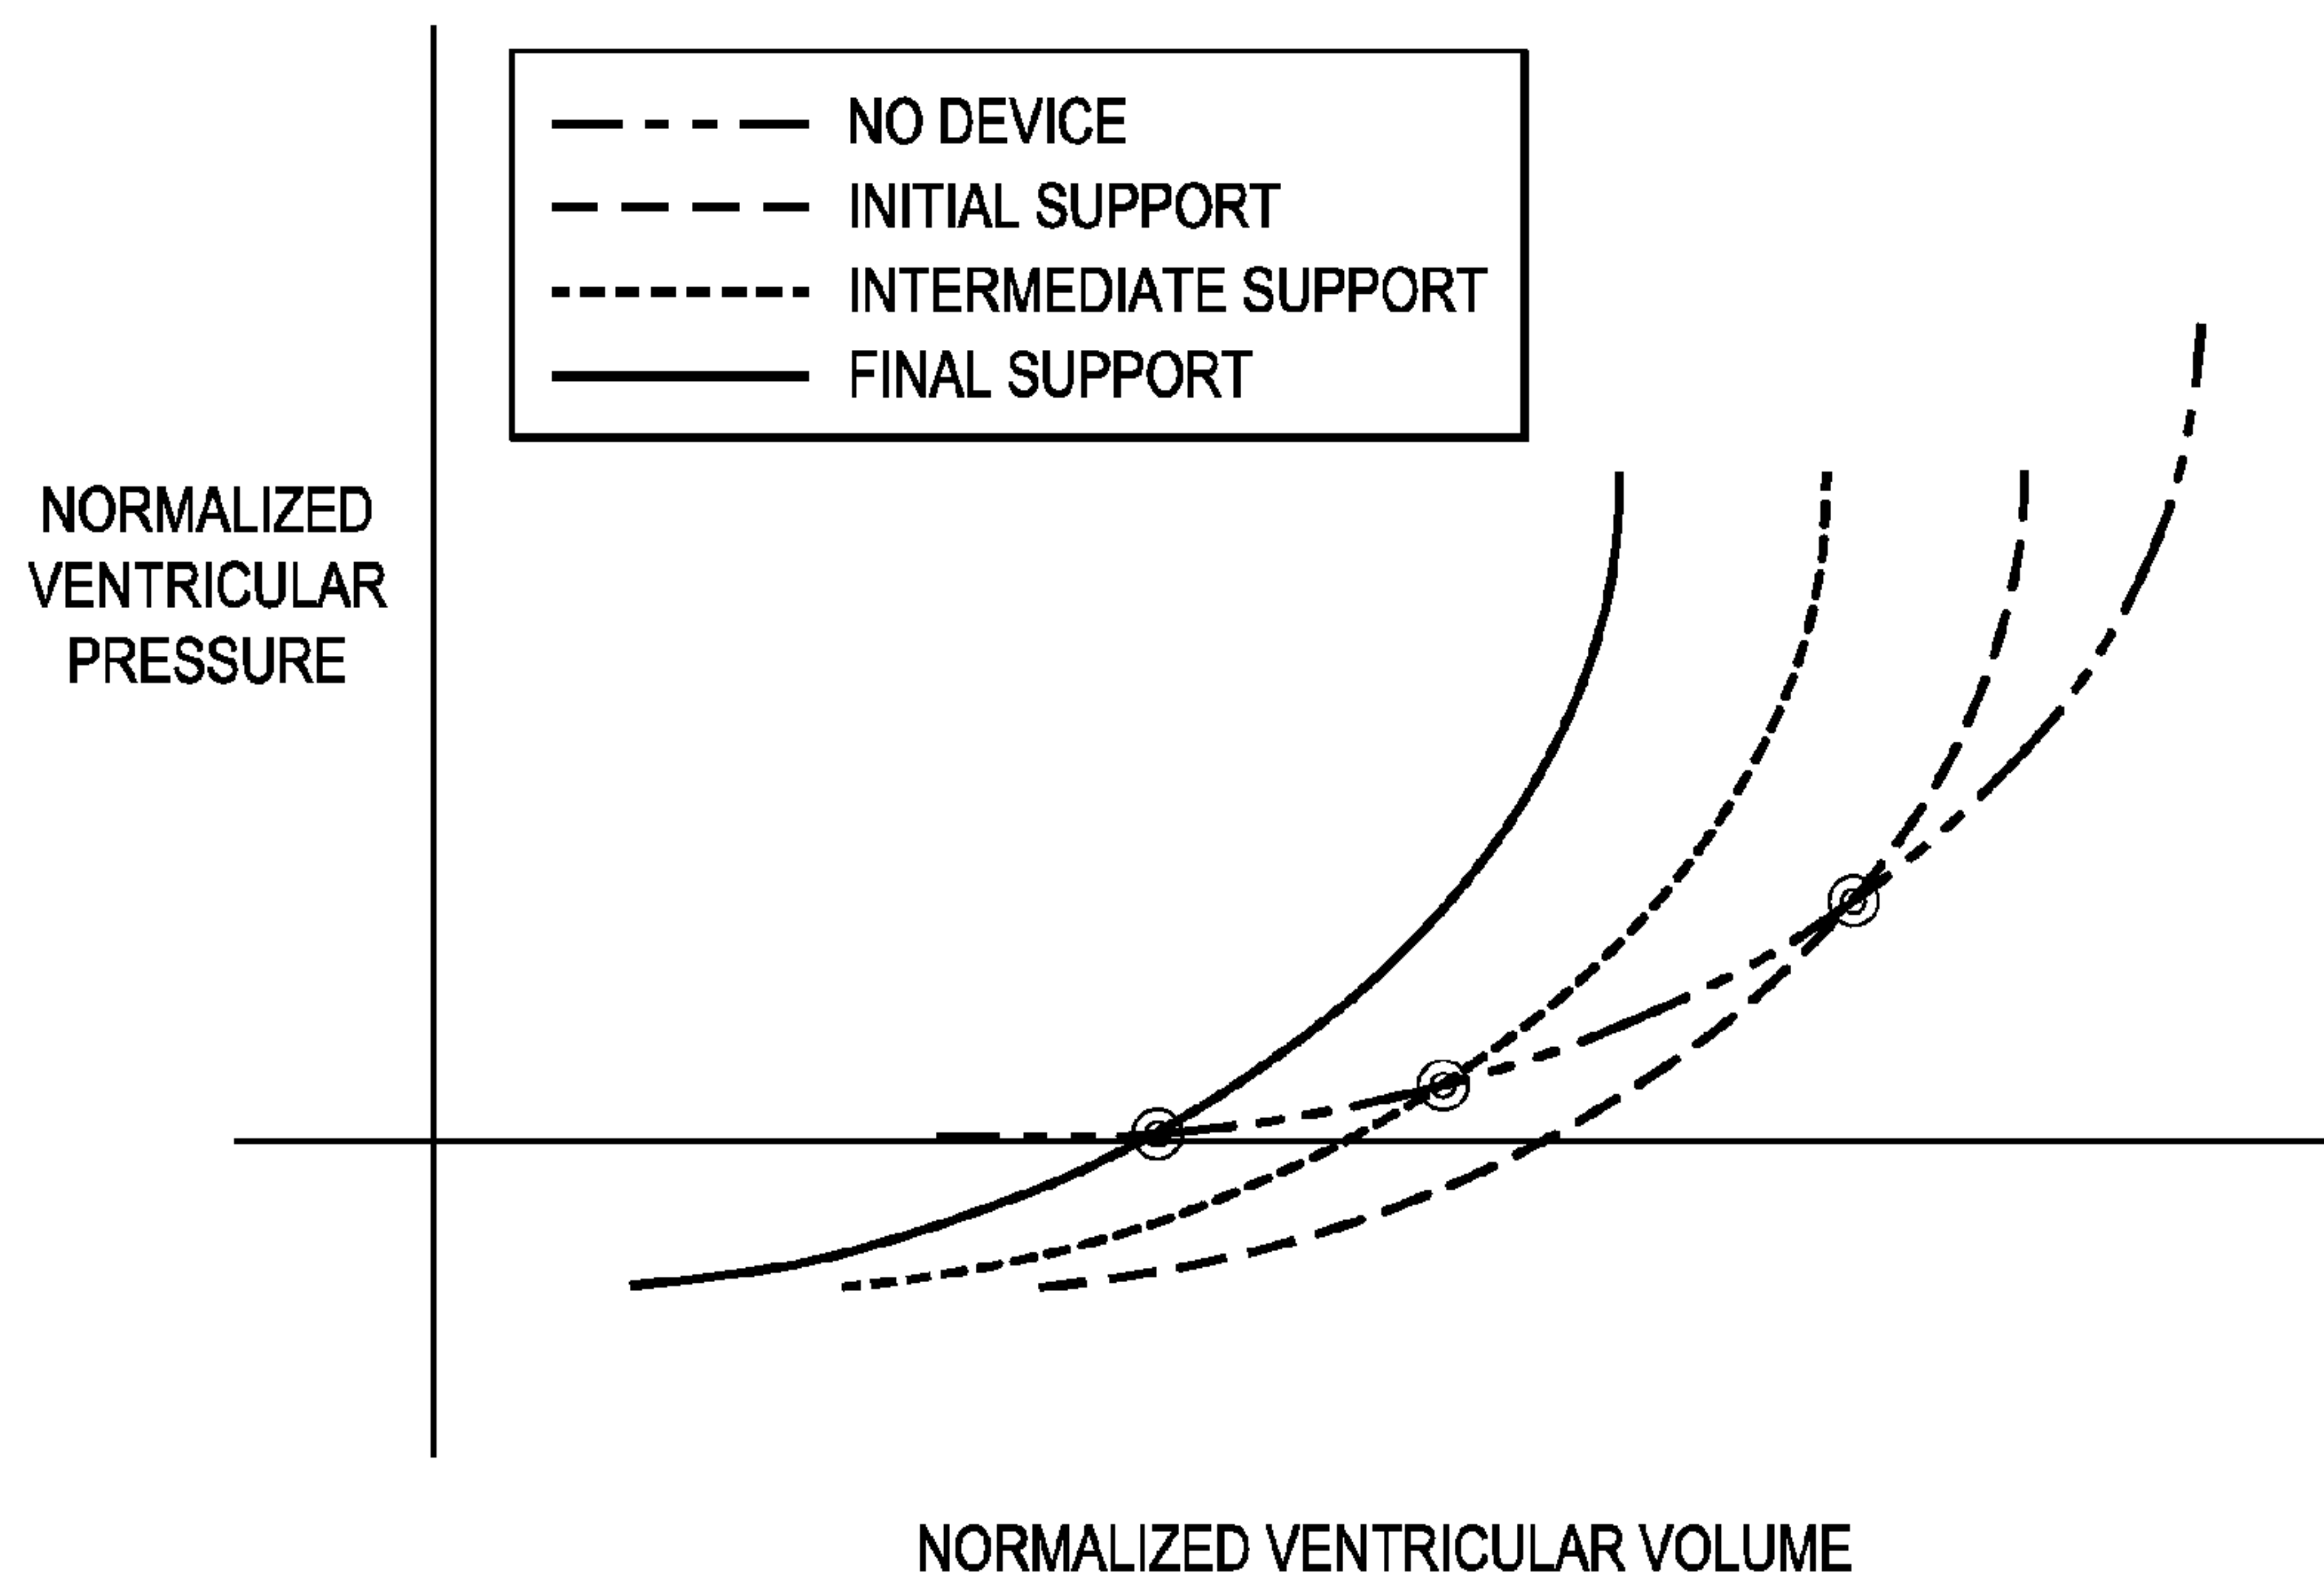 NO DEVICE
INITIAL SUPPORT
INTERMEDIATE SUPPORT
FINAL SUPPORT
NORMALIZED
VENTRICULAR
PRESSURE
NORMALIZED VENTRICULAR VOLUME